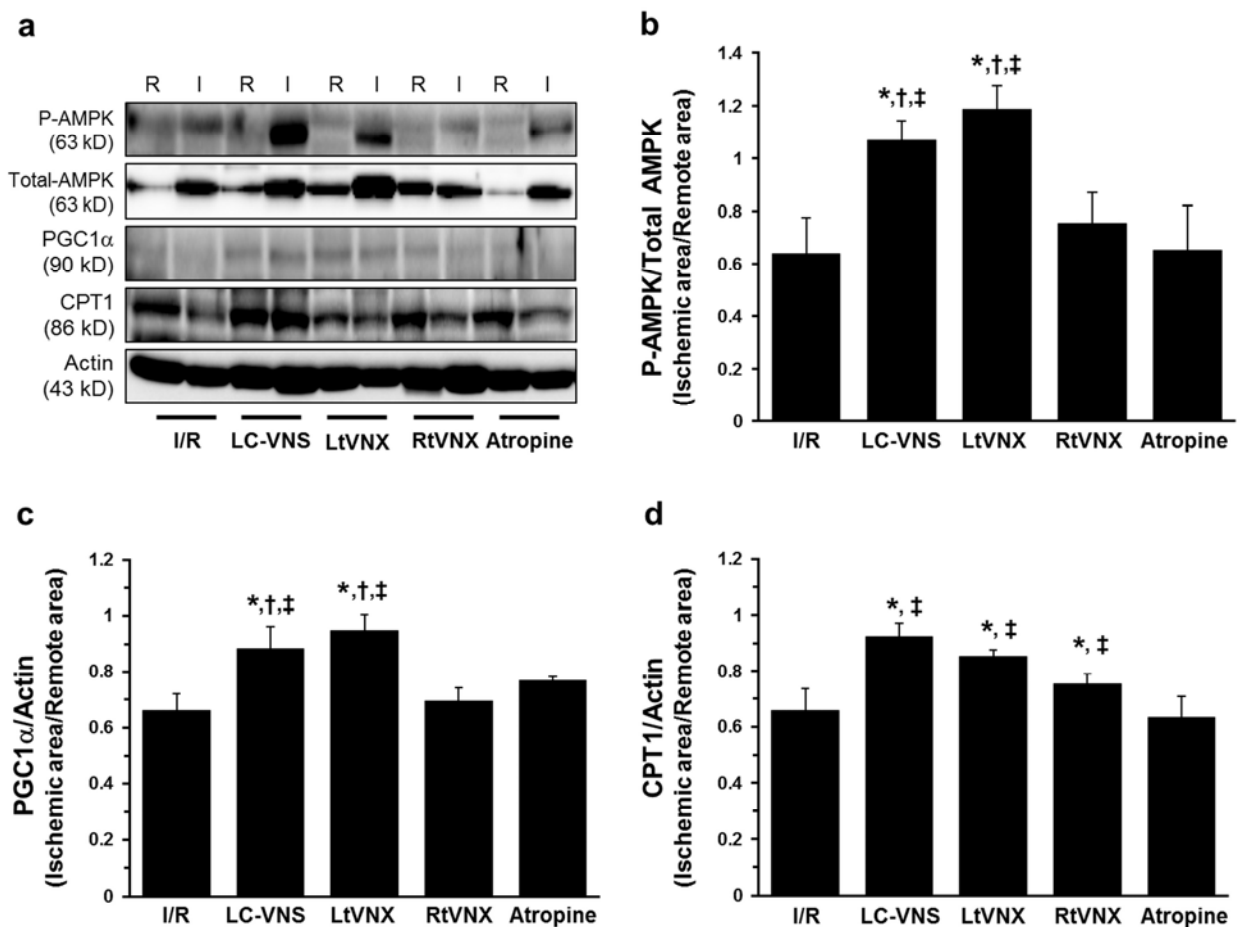 a
R I R I R I R I R I
P-AMPK
(63 kD)
Total-AMPK
(63 kD)
PGC1α
(90 kD)
CPT1
(86 kD)
Actin
(43 kD)
I/R LC-VNS LtVNX RtVNX Atropine
b
P-AMPK/Total AMPK
(Ischemic area/Remote area)
1.4
1.2
1
0.8
0.6
0.4
0.2
0
*,†,‡
*,†,‡
I/R LC-VNS LtVNX RtVNX Atropine
c
PGC1α/Actin
(Ischemic area/Remote area)
1.2
1
0.8
0.6
0.4
0.2
0
*,†,‡
*,†,‡
I/R LC-VNS LtVNX RtVNX Atropine
d
CPT1/Actin
(Ischemic area/Remote area)
1.2
1
0.8
0.6
0.4
0.2
0
*, ‡
*, ‡
*, ‡
I/R LC-VNS LtVNX RtVNX Atropine